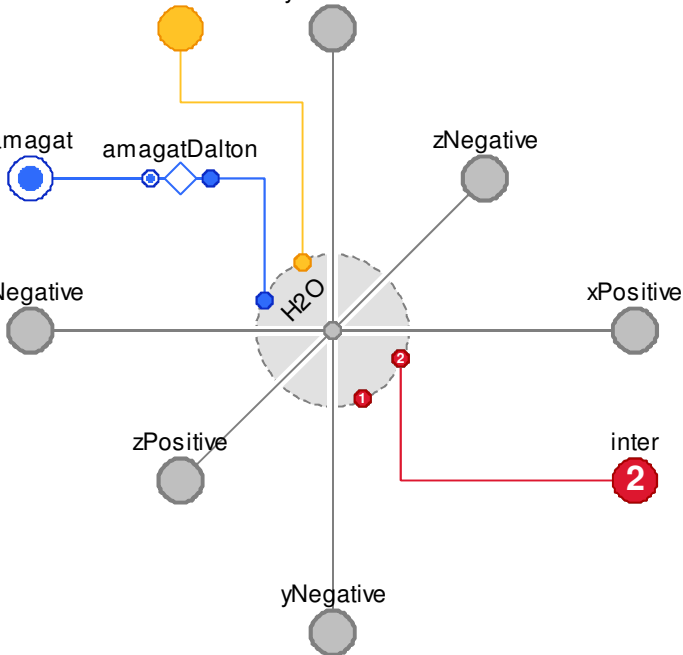 amagat
amagatDalton
zNegative
H2O
Negative
xPositive
2
1
zPositive
inter
2
yNegative